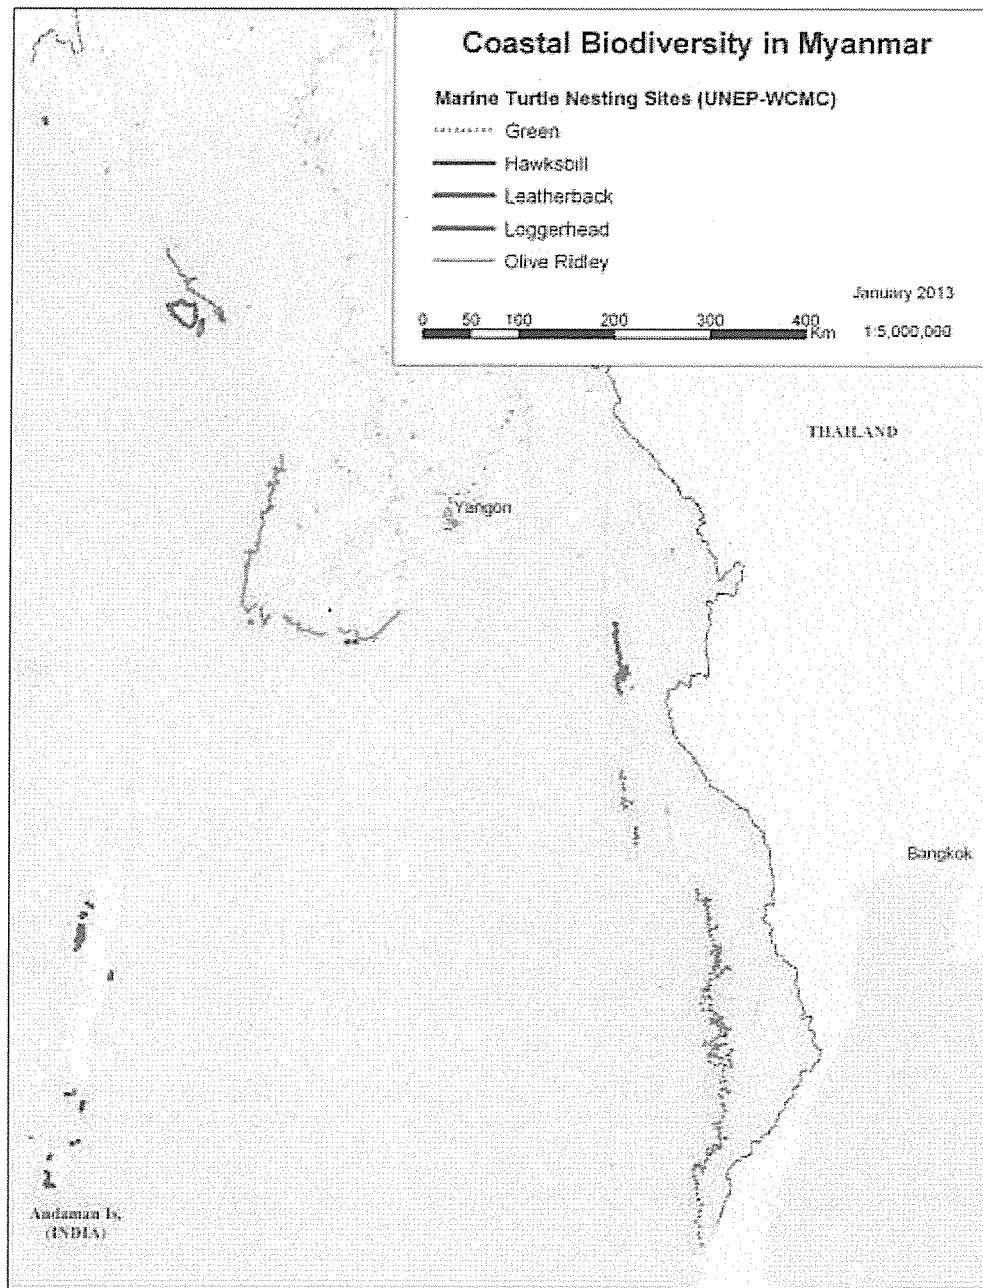 Coastal Biodiversity in Myanmar
Marine Turtle Nesting Sites (UNEP-WCMC)
Green
Hawksbill
Leatherback
Loggerhead
Olive Ridley
January 2013
0 50 100 200 300 400
Km 1:5,000,000
THAILAND
Yangon
Bangkok
Andaman Is.
(INDIA)